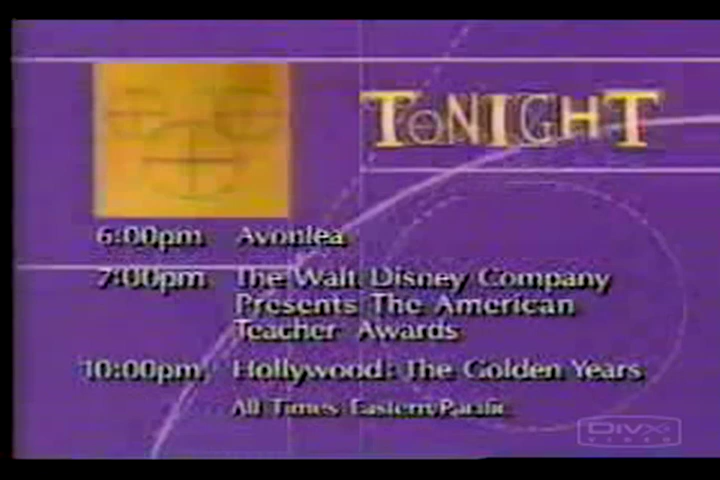 TONIGHT
6:00pm Avonlea
7:00pm The Walt Disney Company
Presents The American
Teacher Awards
10:00pm Hollywood: The Golden Years
All Times Eastern/Pacific
DIVX
VIDEO